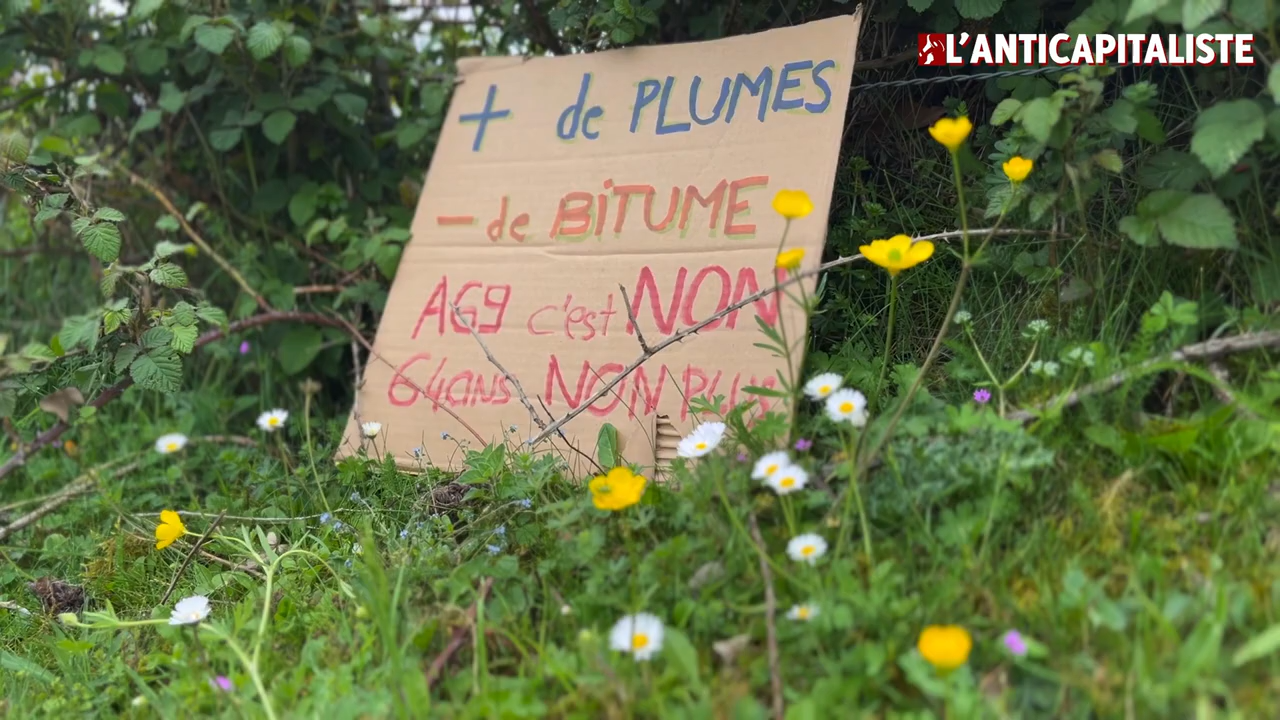 L'ANTICAPITALISTE
+ de PLUMES
- de BiTUME
A69 c'est NON
64ans NON PLUS